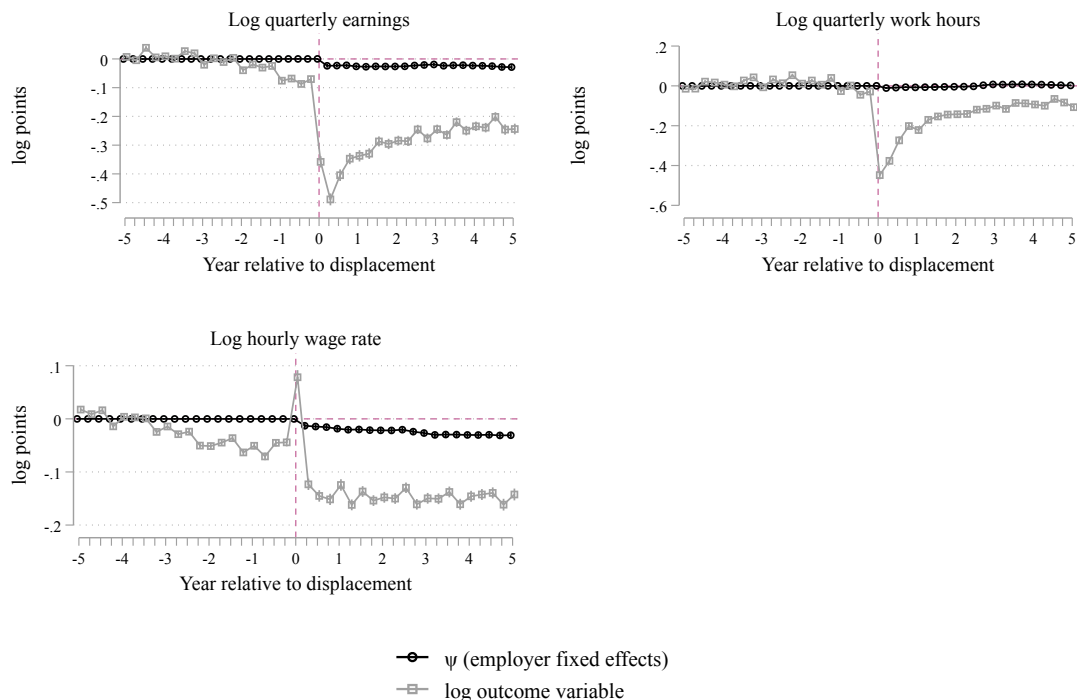 Log quarterly earnings
0
-.1
-.2
-.3
-.4
-.5
log points
-5 -4 -3 -2 -1 0 1 2 3 4 5
Year relative to displacement
Log quarterly work hours
.2
0
-.2
-.4
-.6
log points
-5 -4 -3 -2 -1 0 1 2 3 4 5
Year relative to displacement
Log hourly wage rate
.1
0
-.1
-.2
log points
-5 -4 -3 -2 -1 0 1 2 3 4 5
Year relative to displacement
ψ (employer fixed effects)
log outcome variable